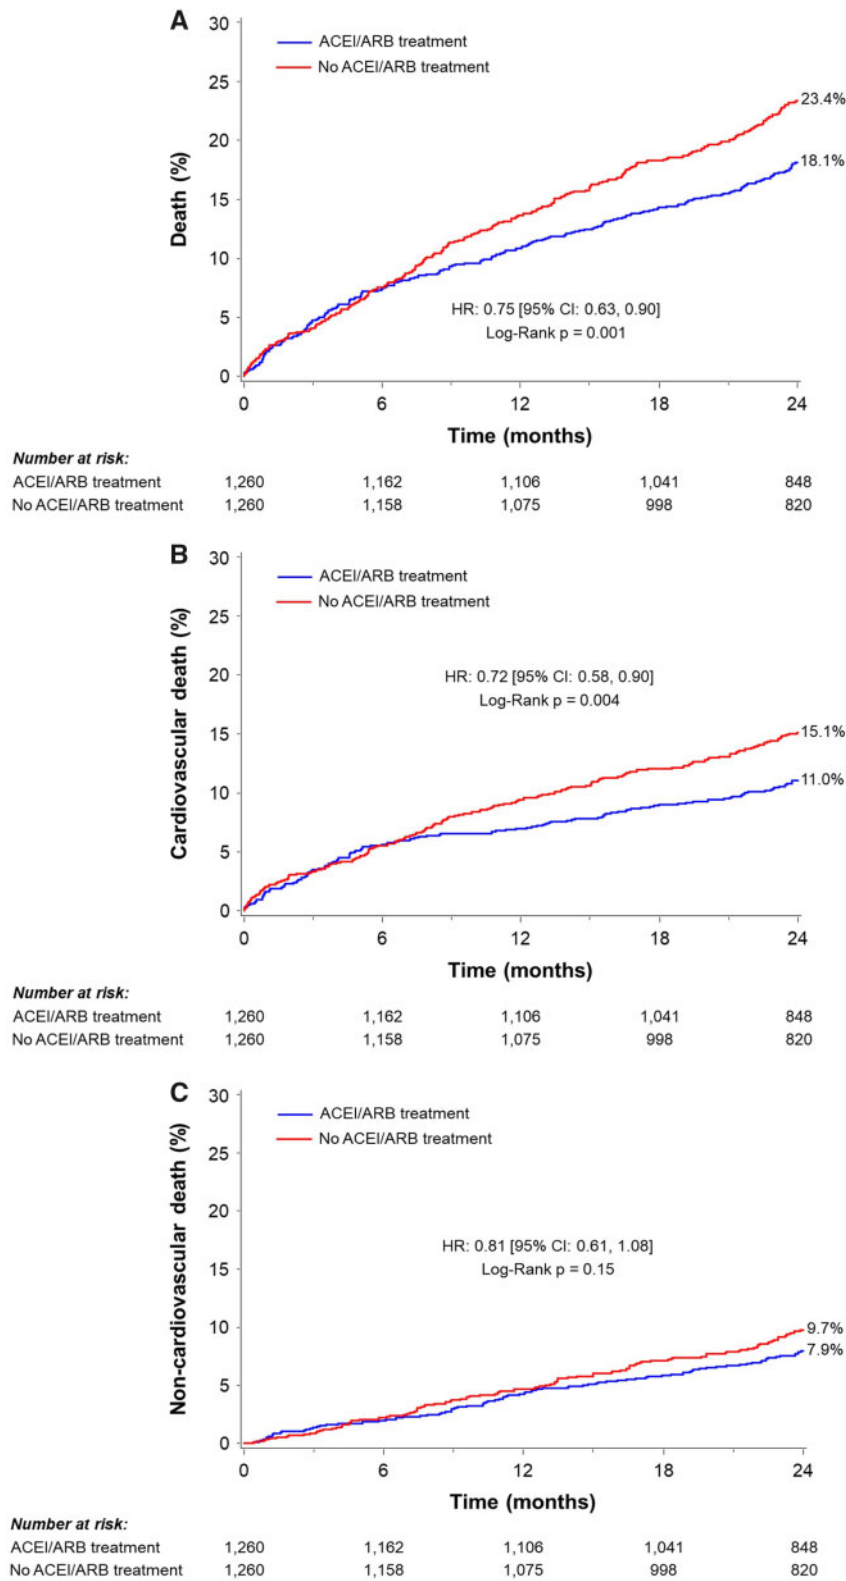 A
30
ACEI/ARB treatment
No ACEI/ARB treatment
25
23.4%
20
18.1%
Death (%)
15
10
HR: 0.75 [95% CI: 0.63, 0.90]
5
Log-Rank p = 0.001
0
0 6 12 18 24
Time (months)
Number at risk:
ACEI/ARB treatment 1,260 1,162 1,106 1,041 848
No ACEI/ARB treatment 1,260 1,158 1,075 998 820
B
30
ACEI/ARB treatment
No ACEI/ARB treatment
25
20
HR: 0.72 [95% CI: 0.58, 0.90]
Log-Rank p = 0.004
Cardiovascular death (%)
15
15.1%
11.0%
10
5
0
0 6 12 18 24
Time (months)
Number at risk:
ACEI/ARB treatment 1,260 1,162 1,106 1,041 848
No ACEI/ARB treatment 1,260 1,158 1,075 998 820
C
30
ACEI/ARB treatment
No ACEI/ARB treatment
25
20
Non-cardiovascular death (%)
HR: 0.81 [95% CI: 0.61, 1.08]
15
Log-Rank p = 0.15
10
9.7%
7.9%
5
0
0 6 12 18 24
Time (months)
Number at risk:
ACEI/ARB treatment 1,260 1,162 1,106 1,041 848
No ACEI/ARB treatment 1,260 1,158 1,075 998 820